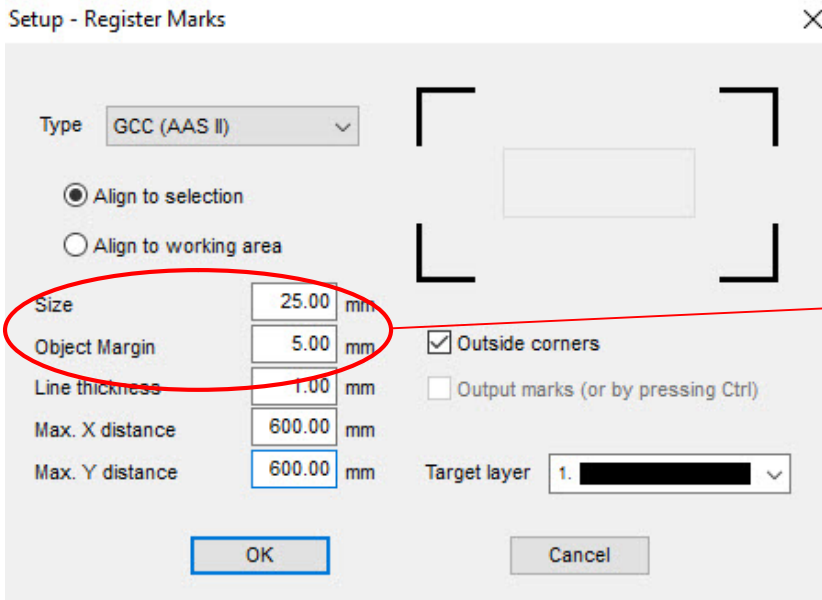 Setup - Register Marks
Type GCC (AAS II)
Align to selection
Align to working area
Size 25.00 mm
Object Margin 5.00 mm
Outside corners
Line thickness 1.00 mm
Output marks (or by pressing Ctrl)
Max. X distance 600.00 mm
Max. Y distance 600.00 mm
Target layer 1.
OK Cancel